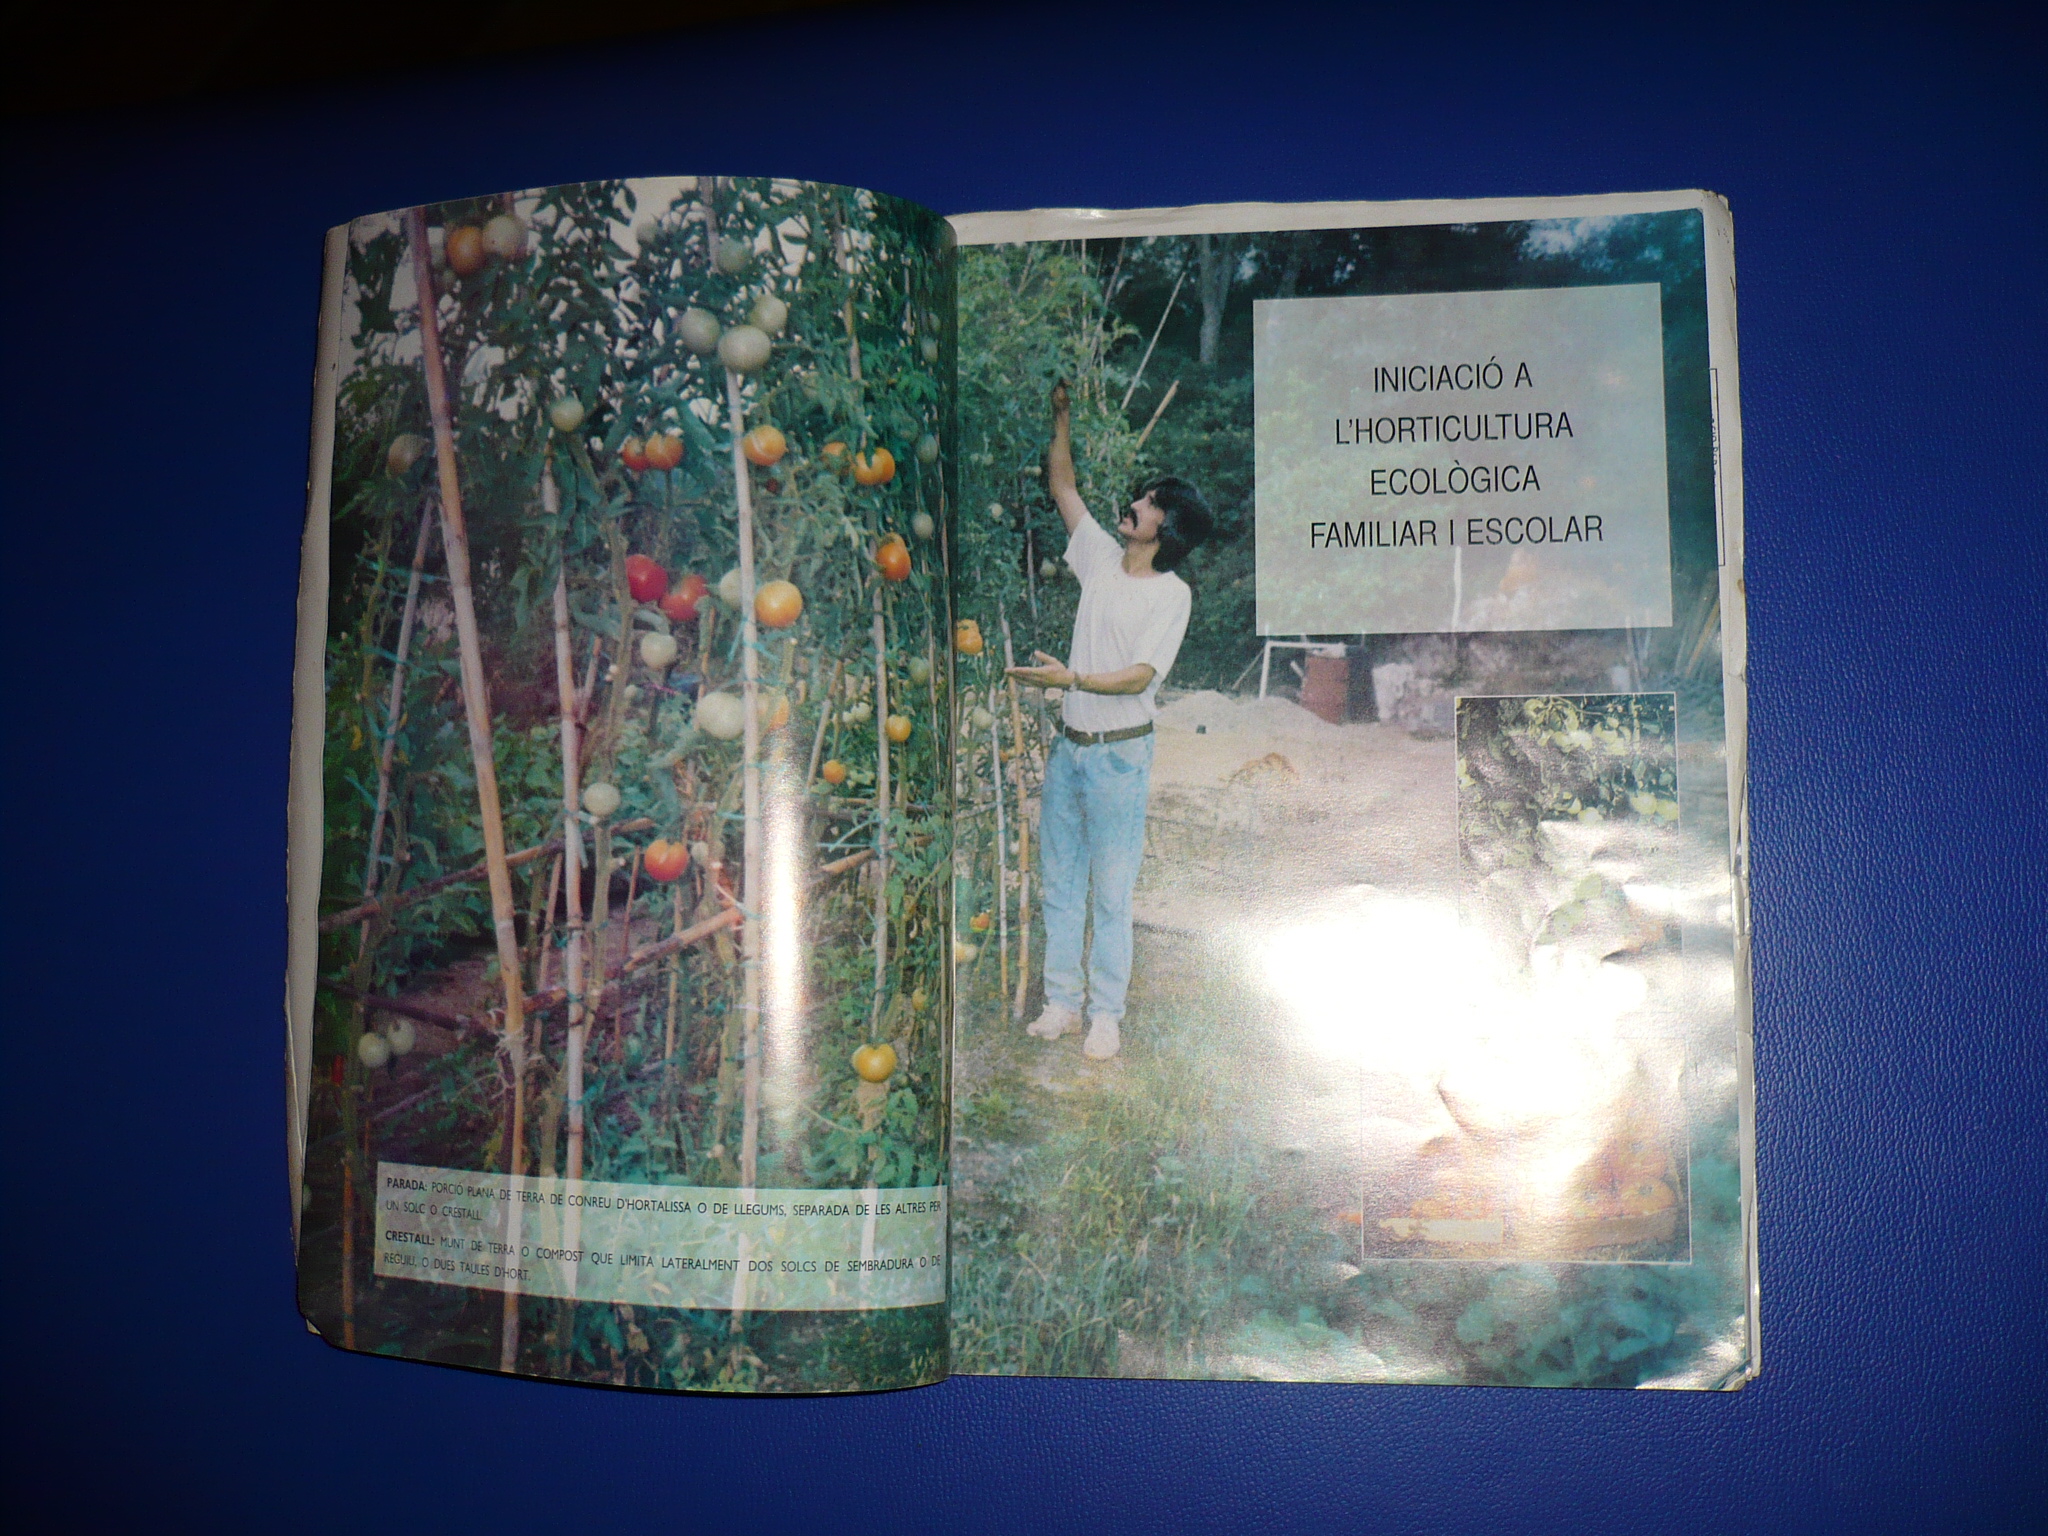 PARADA: PORCIÓ PLANA DE TERRA DE CONREU D'HORTALISSA O DE LLEGUMS, SEPARADA DE LES ALTRES PER
UN SOLC O CRESTALL.
CRESTALL: MUNT DE TERRA O COMPOST QUE LIMITA LATERALMENT DOS SOLCS DE SEMBRADURA O DE
REGUIU, O DUES TAULES D'HORT.
INICIACIÓ A
L'HORTICULTURA
ECOLÒGICA
FAMILIAR I ESCOLAR